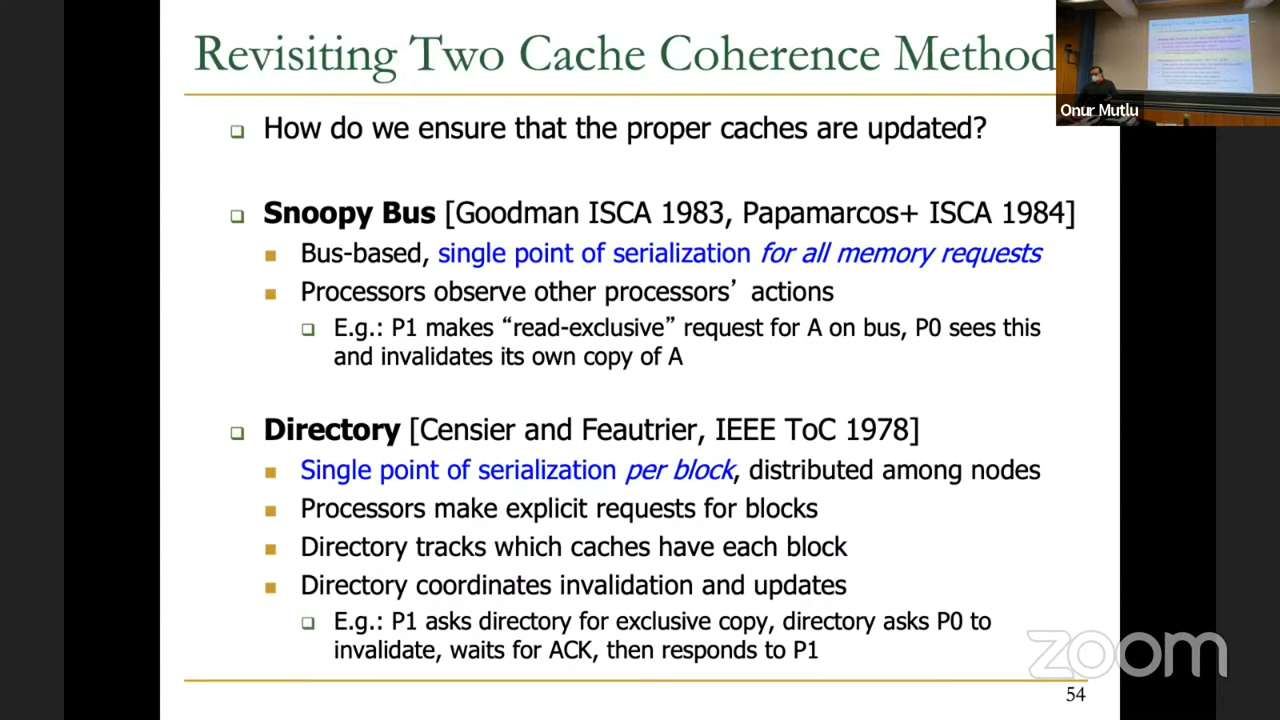 Revisiting Two Cache Coherence Method
Onur Mutlu
How do we ensure that the proper caches are updated?
Snoopy Bus [Goodman ISCA 1983, Papamarcos+ ISCA 1984]
Bus-based, single point of serialization for all memory requests
Processors observe other processors’ actions
E.g.: P1 makes “read-exclusive” request for A on bus, P0 sees this
and invalidates its own copy of A
Directory [Censier and Feautrier, IEEE ToC 1978]
Single point of serialization per block, distributed among nodes
Processors make explicit requests for blocks
Directory tracks which caches have each block
Directory coordinates invalidation and updates
E.g.: P1 asks directory for exclusive copy, directory asks P0 to
invalidate, waits for ACK, then responds to P1
zoom
54